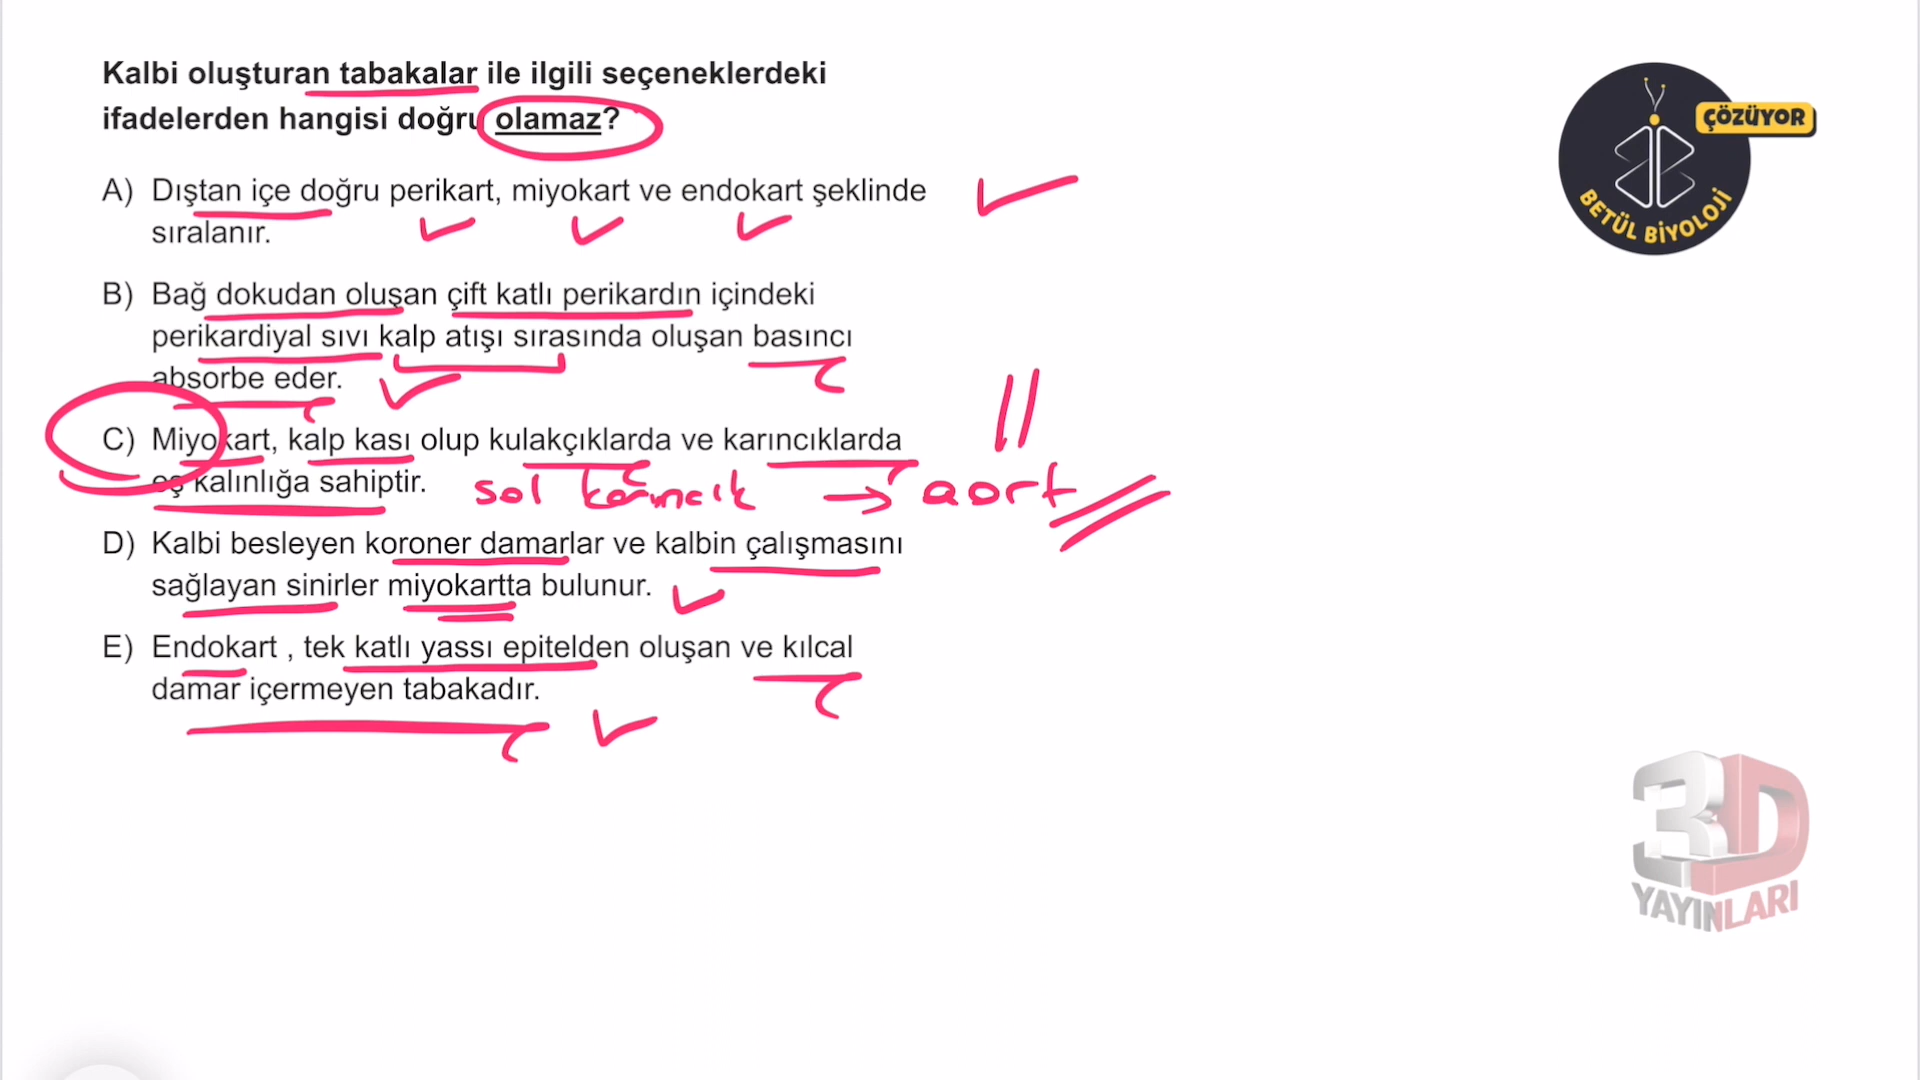 Kalbi oluşturan tabakalar ile ilgili seçeneklerdeki
ifadelerden hangisi doğru olamaz?
A) Dıştan içe doğru perikart, miyokart ve endokart şeklinde
sıralanır.
B) Bağ dokudan oluşan çift katlı perikardın içindeki
perikardiyal sıvı kalp atışı sırasında oluşan basıncı
absorbe eder.
C) Miyokart, kalp kası olup kulakçıklarda ve karıncıklarda
eş kalınlığa sahiptir.
sol karıncık → aort
D) Kalbi besleyen koroner damarlar ve kalbin çalışmasını
sağlayan sinirler miyokartta bulunur.
E) Endokart , tek katlı yassı epitelden oluşan ve kılcal
damar içermeyen tabakadır.
ÇÖZÜYOR
BETÜL BİYOLOJİ
3D
YAYINLARI